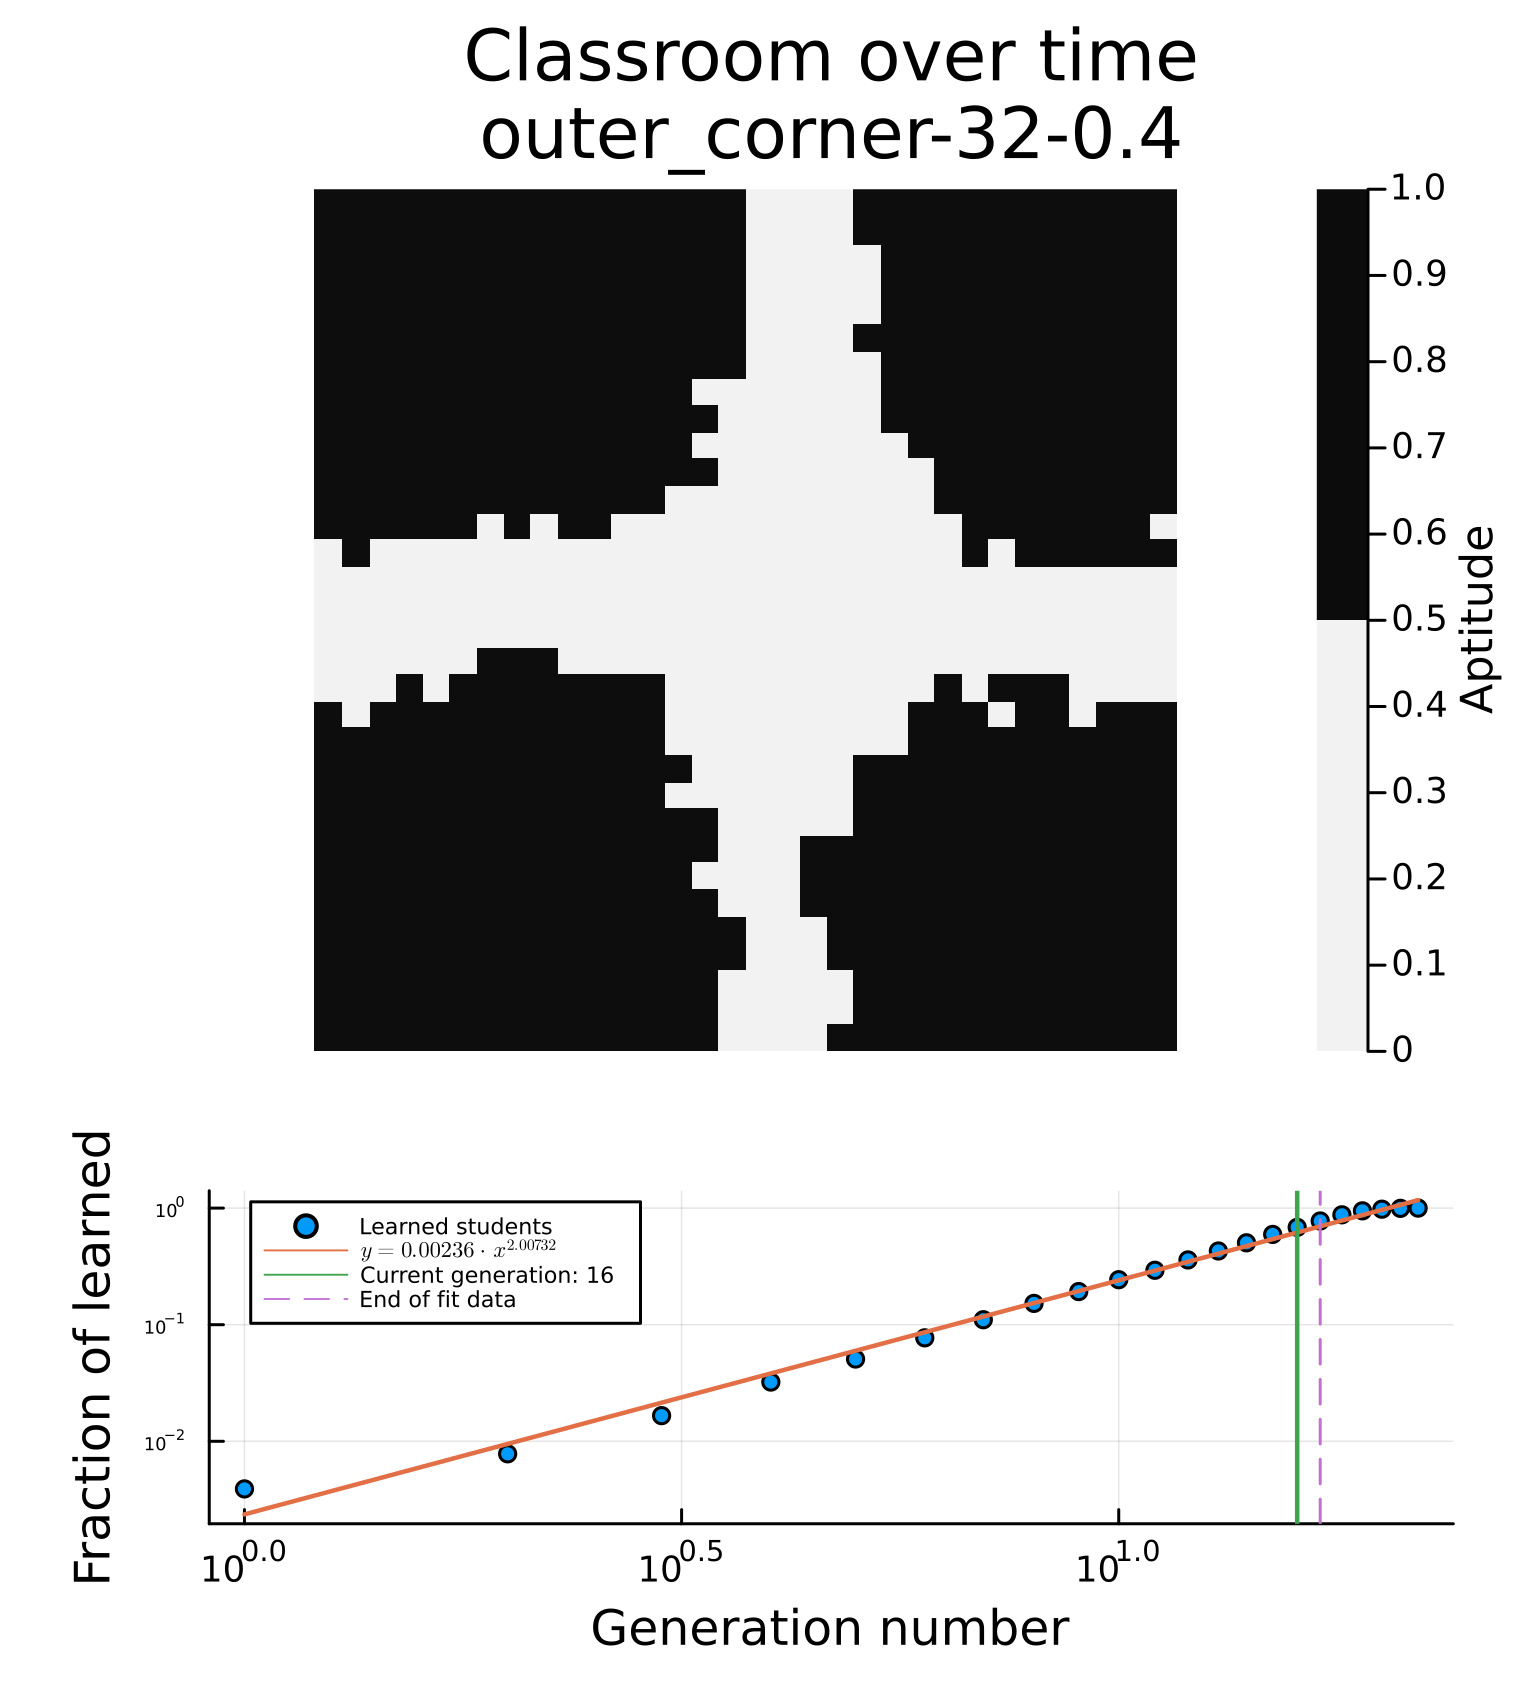 Classroom over time
outer_corner-32-0.4
1.0
0.9
0.8
0.7
0.6
0.5
0.4
0.3
0.2
0.1
0
Aptitude
Fraction of learned
10⁰
10⁻¹
10⁻²
Learned students
y = 0.00236 · x^2.00732
Current generation: 16
End of fit data
10^0.0
10^0.5
10^1.0
Generation number